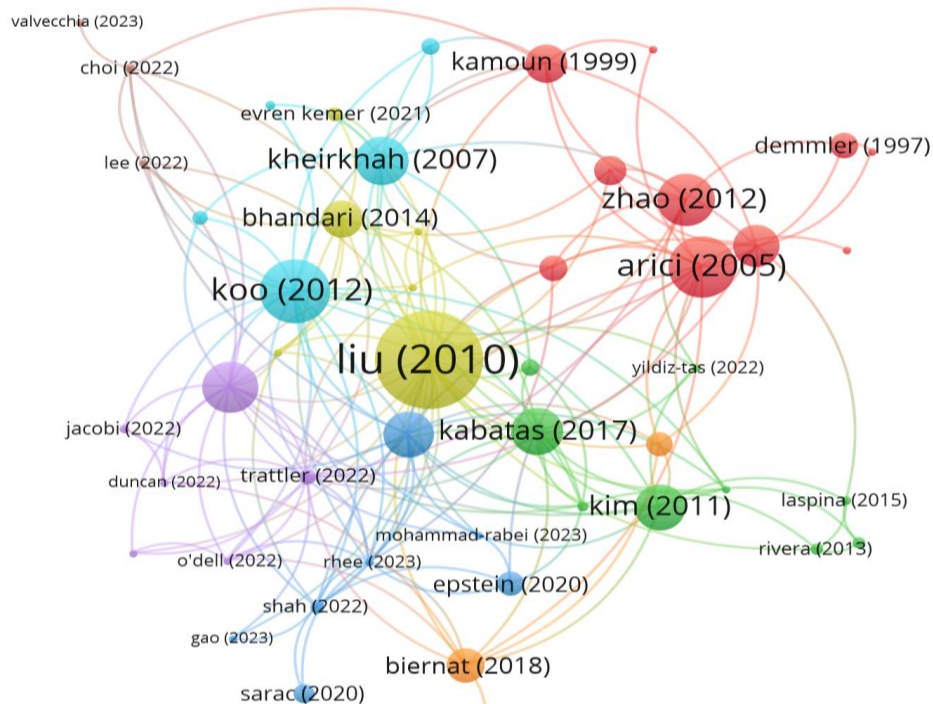 valvecchia (2023)
choi (2022)
kamoun (1999)
evren kemer (2021)
demmler (1997)
lee (2022)
kheirkhah (2007)
zhao (2012)
bhandari (2014)
arici (2005)
koo (2012)
liu (2010)
yildiz-tas (2022)
jacobi (2022)
kabatas (2017)
duncan (2022)
trattler (2022)
kim (2011)
laspina (2015)
mohammad-rabei (2023)
rivera (2013)
o'dell (2022)
rhee (2023)
epstein (2020)
shah (2022)
gao (2023)
biernat (2018)
sarac (2020)